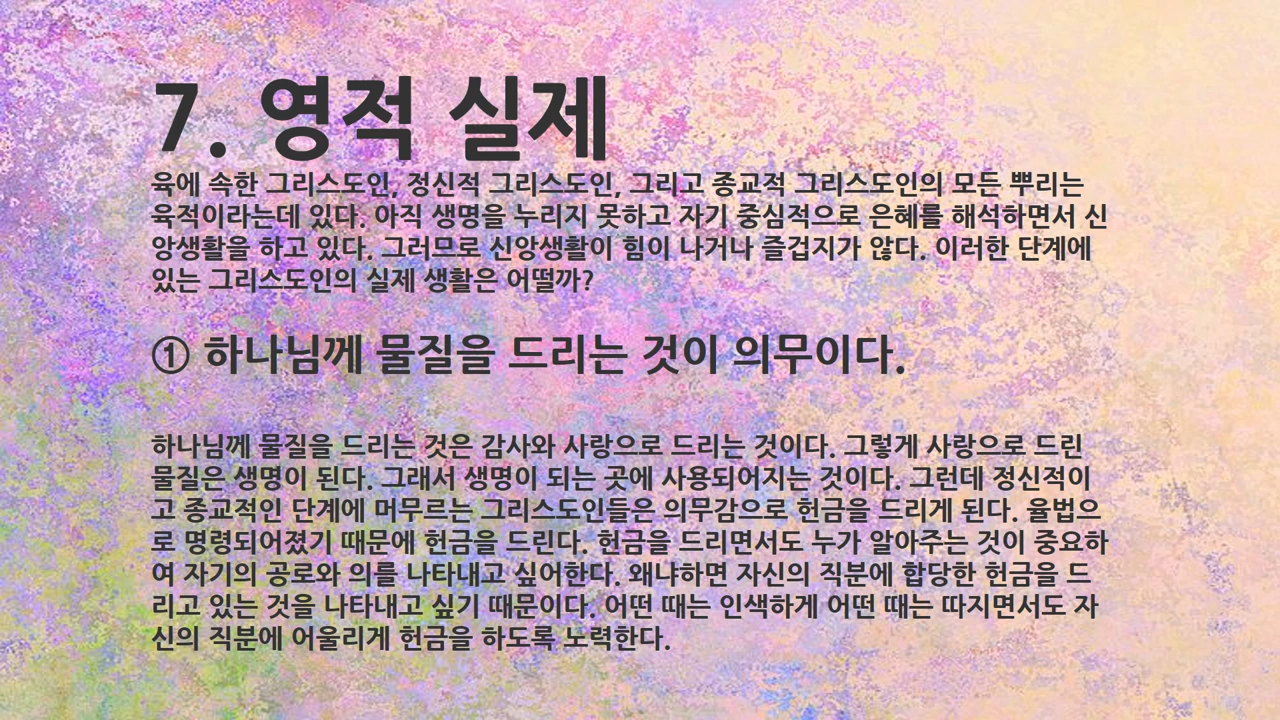 7. 영적 실제
육에 속한 그리스도인, 정신적 그리스도인, 그리고 종교적 그리스도인의 모든 뿌리는
육적이라는데 있다. 아직 생명을 누리지 못하고 자기 중심적으로 은혜를 해석하면서 신
앙생활을 하고 있다. 그러므로 신앙생활이 힘이 나거나 즐겁지가 않다. 이러한 단계에
있는 그리스도인의 실제 생활은 어떨까?
① 하나님께 물질을 드리는 것이 의무이다.
하나님께 물질을 드리는 것은 감사와 사랑으로 드리는 것이다. 그렇게 사랑으로 드린
물질은 생명이 된다. 그래서 생명이 되는 곳에 사용되어지는 것이다. 그런데 정신적이
고 종교적인 단계에 머무르는 그리스도인들은 의무감으로 헌금을 드리게 된다. 율법으
로 명령되어졌기 때문에 헌금을 드린다. 헌금을 드리면서도 누가 알아주는 것이 중요하
여 자기의 공로와 의를 나타내고 싶어한다. 왜냐하면 자신의 직분에 합당한 헌금을 드
리고 있는 것을 나타내고 싶기 때문이다. 어떤 때는 인색하게 어떤 때는 따지면서도 자
신의 직분에 어울리게 헌금을 하도록 노력한다.